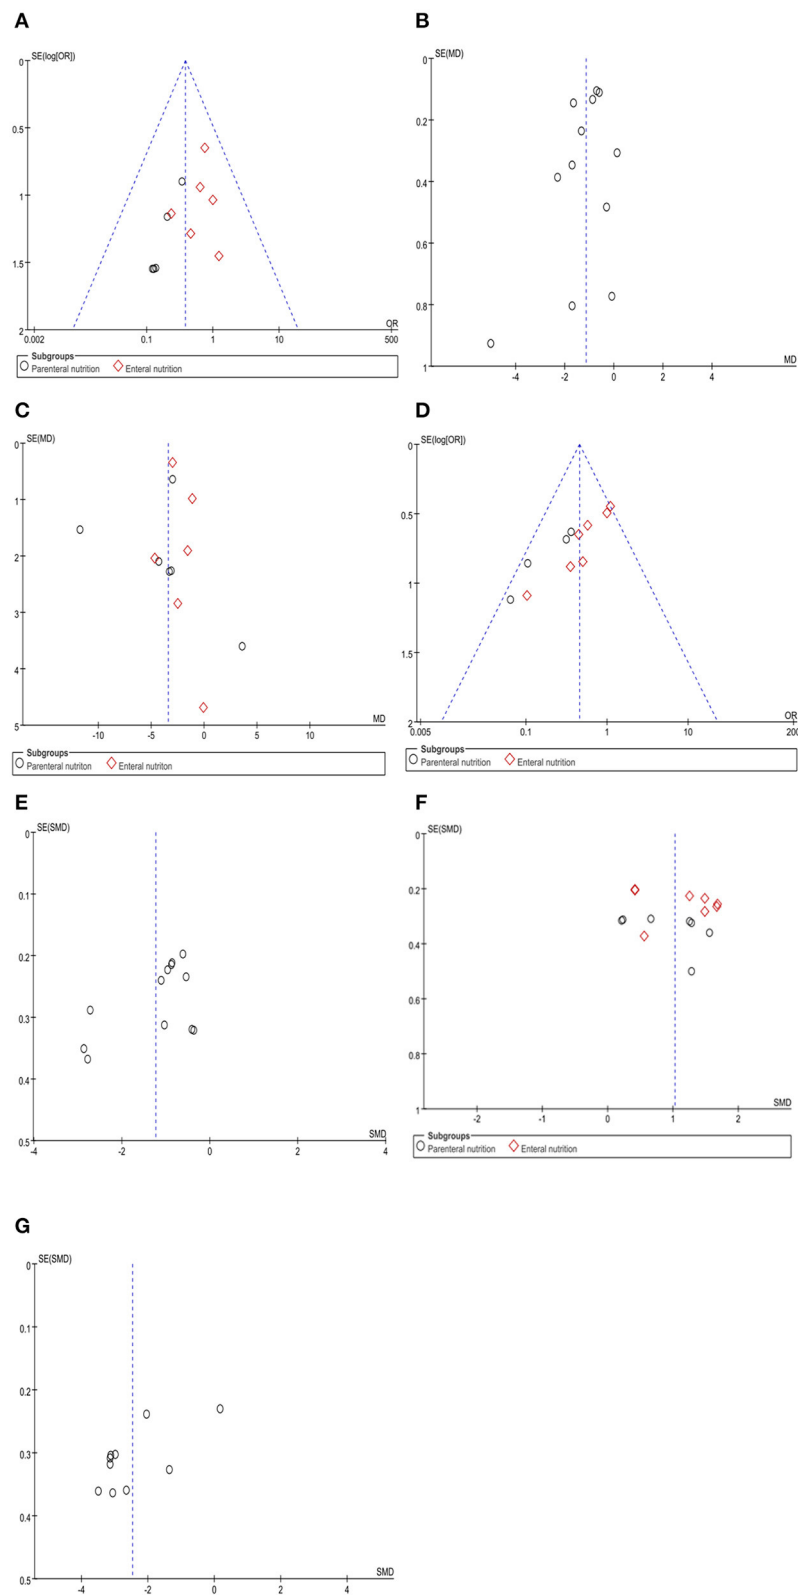 A
SE(log[OR])
0
0.5
1
1.5
2
OR
0.002 0.1 1 10 500
Subgroups
Parenteral nutrition Enteral nutrition
B
SE(MD)
0
0.2
0.4
0.6
0.8
1
MD
-4 -2 0 2 4
C
SE(MD)
0
1
2
3
4
5
MD
-10 -5 0 5 10
Subgroups
Parenteral nutriton Enteral nutrition
D
SE(log[OR])
0
0.5
1
1.5
2
OR
0.005 0.1 1 10 200
Subgroups
Parenteral nutrition Enteral nutrition
E
SE(SMD)
0
0.1
0.2
0.3
0.4
0.5
SMD
-4 -2 0 2 4
F
SE(SMD)
0
0.2
0.4
0.6
0.8
1
SMD
-2 -1 0 1 2
Subgroups
Parenteral nutrition Enteral nutrition
G
SE(SMD)
0
0.1
0.2
0.3
0.4
0.5
SMD
-4 -2 0 2 4